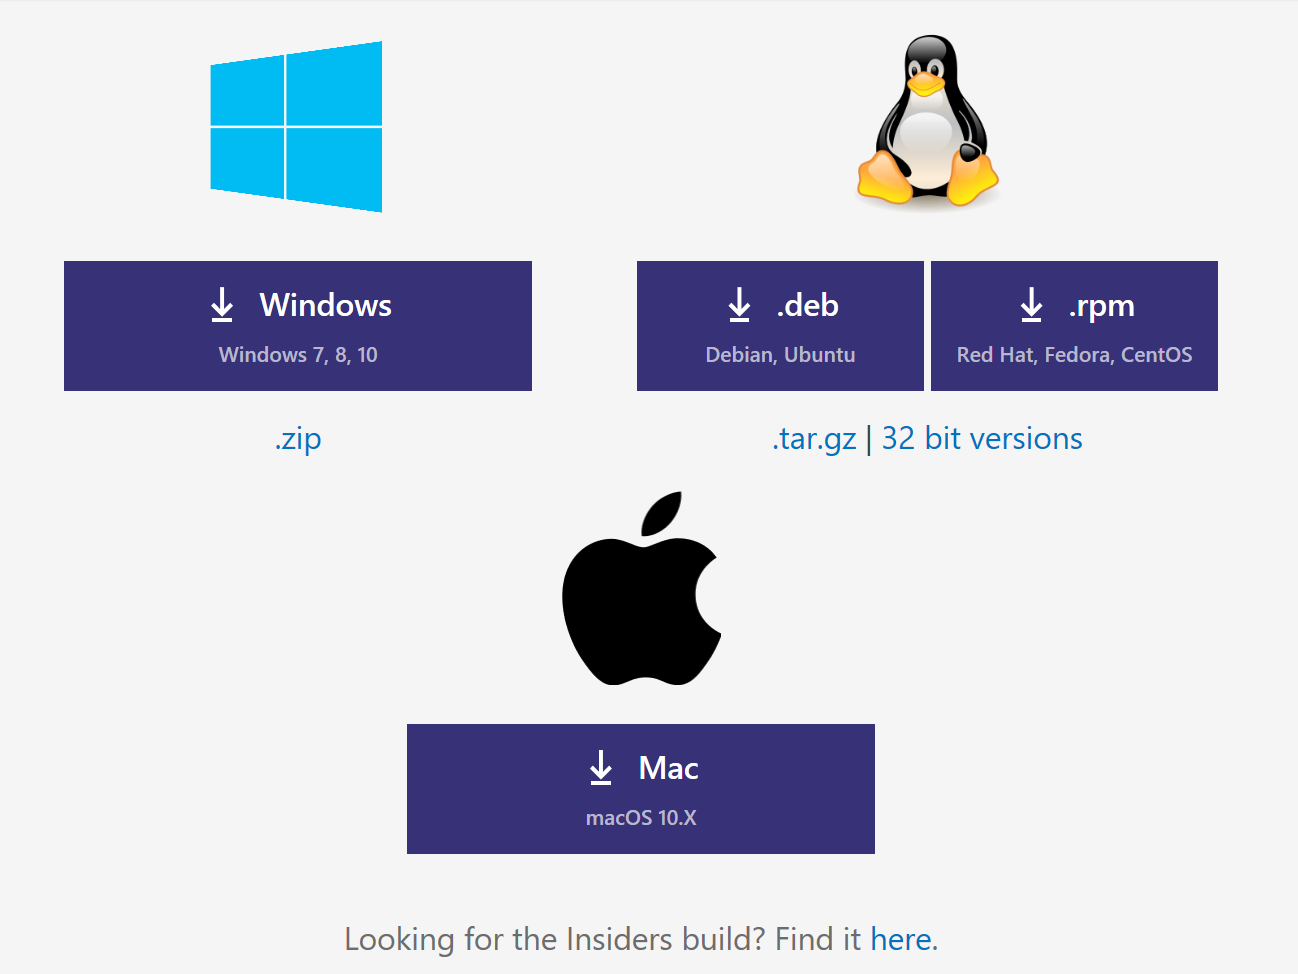 Windows
Windows 7, 8, 10
.zip
.deb
Debian, Ubuntu
.rpm
Red Hat, Fedora, CentOS
.tar.gz | 32 bit versions
Mac
macOS 10.X
Looking for the Insiders build? Find it here.